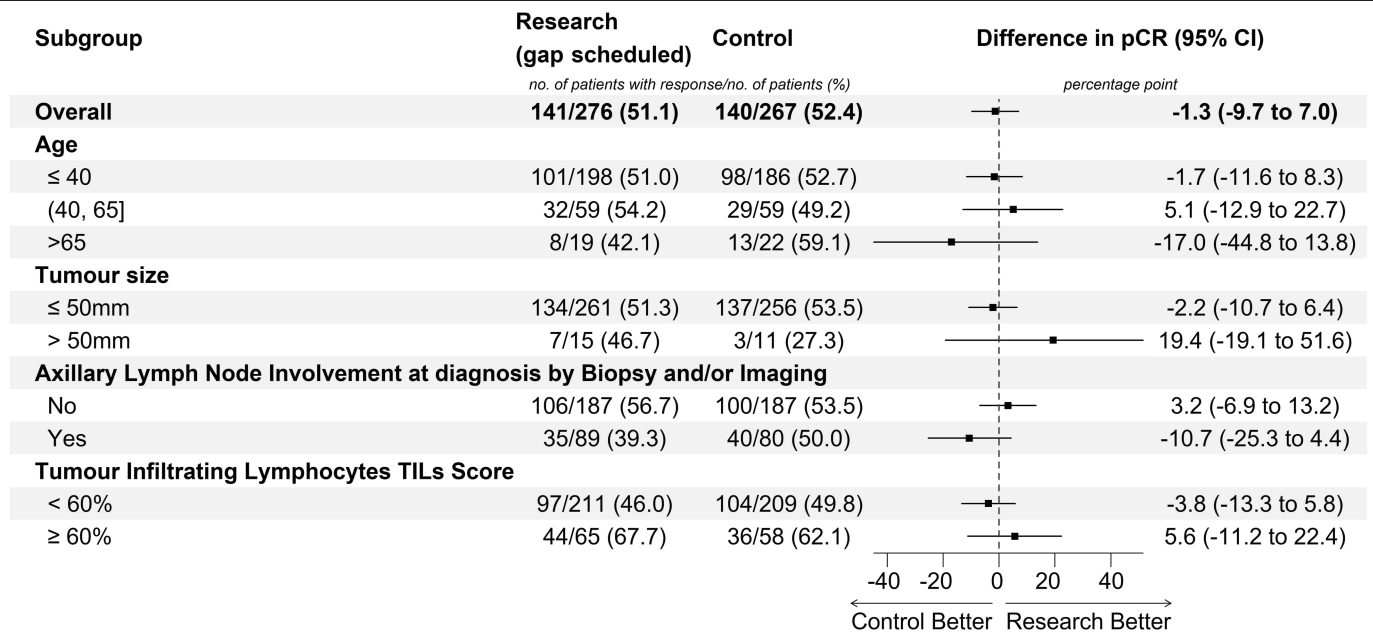 Subgroup Research (gap scheduled) Control Difference in pCR (95% CI)
no. of patients with response/no. of patients (%) percentage point
Overall 141/276 (51.1) 140/267 (52.4) -1.3 (-9.7 to 7.0)
Age
≤ 40 101/198 (51.0) 98/186 (52.7) -1.7 (-11.6 to 8.3)
(40, 65] 32/59 (54.2) 29/59 (49.2) 5.1 (-12.9 to 22.7)
>65 8/19 (42.1) 13/22 (59.1) -17.0 (-44.8 to 13.8)
Tumour size
≤ 50mm 134/261 (51.3) 137/256 (53.5) -2.2 (-10.7 to 6.4)
> 50mm 7/15 (46.7) 3/11 (27.3) 19.4 (-19.1 to 51.6)
Axillary Lymph Node Involvement at diagnosis by Biopsy and/or Imaging
No 106/187 (56.7) 100/187 (53.5) 3.2 (-6.9 to 13.2)
Yes 35/89 (39.3) 40/80 (50.0) -10.7 (-25.3 to 4.4)
Tumour Infiltrating Lymphocytes TILs Score
< 60% 97/211 (46.0) 104/209 (49.8) -3.8 (-13.3 to 5.8)
≥ 60% 44/65 (67.7) 36/58 (62.1) 5.6 (-11.2 to 22.4)
-40 -20 0 20 40
Control Better Research Better